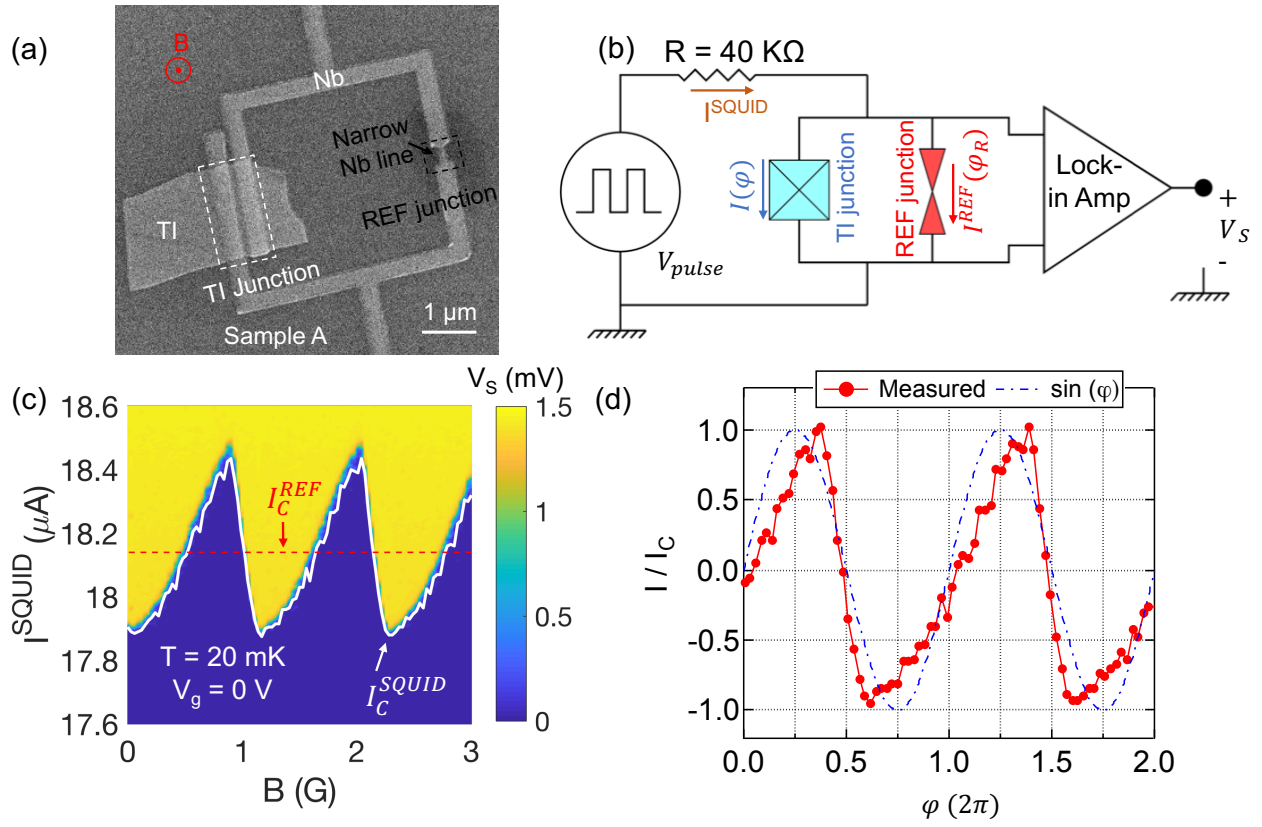 (a)
B
Nb
Narrow
Nb line
REF junction
TI
TI Junction
Sample A
1 μm
(b)
R = 40 KΩ
I^SQUID
V_pulse
I(φ)
TI junction
REF junction
I^REF(φ_R)
Lock-
in Amp
+
V_S
-
(c)
V_S (mV)
18.6
18.4
18.2
18
17.8
17.6
I^SQUID (μA)
I_C^REF
T = 20 mK
V_g = 0 V
I_C^SQUID
0
1
2
3
B (G)
1.5
1
0.5
0
(d)
Measured
sin (φ)
1.0
0.5
0.0
-0.5
-1.0
I / I_C
0.0
0.5
1.0
1.5
2.0
φ (2π)